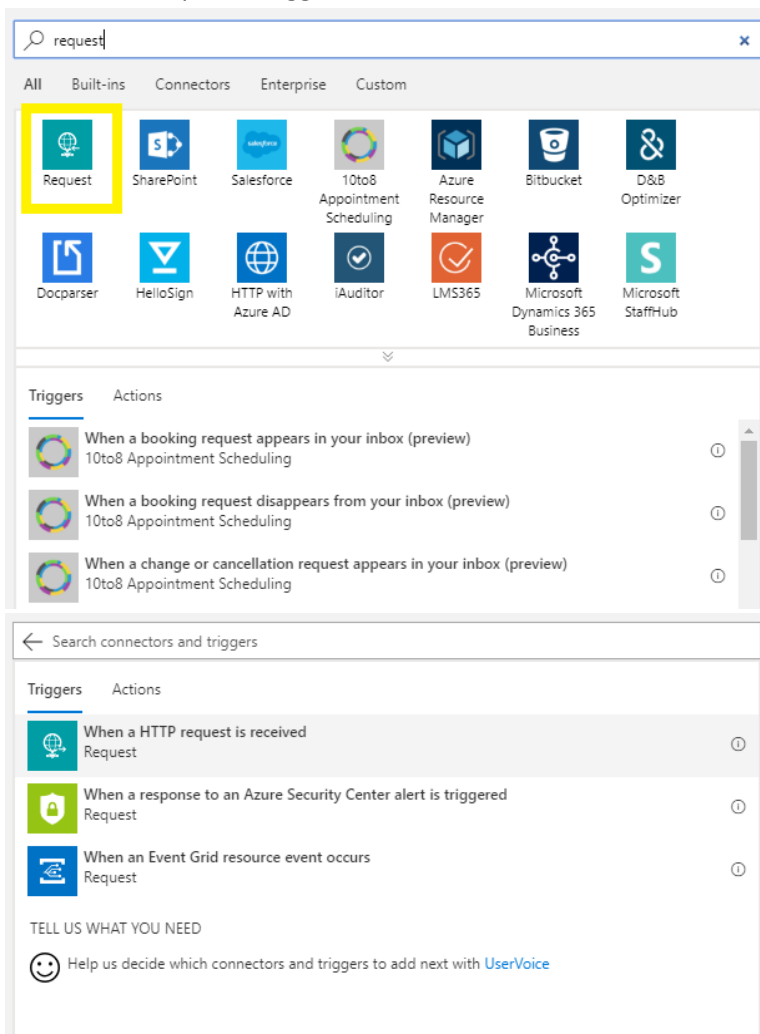 request
All Built-ins Connectors Enterprise Custom
Request SharePoint Salesforce 10to8 Appointment Scheduling Azure Resource Manager Bitbucket D&B Optimizer
Docparser HelloSign HTTP with Azure AD iAuditor LMS365 Microsoft Dynamics 365 Business Microsoft StaffHub
Triggers Actions
When a booking request appears in your inbox (preview)
10to8 Appointment Scheduling
When a booking request disappears from your inbox (preview)
10to8 Appointment Scheduling
When a change or cancellation request appears in your inbox (preview)
10to8 Appointment Scheduling
Search connectors and triggers
Triggers Actions
When a HTTP request is received
Request
When a response to an Azure Security Center alert is triggered
Request
When an Event Grid resource event occurs
Request
TELL US WHAT YOU NEED
Help us decide which connectors and triggers to add next with UserVoice